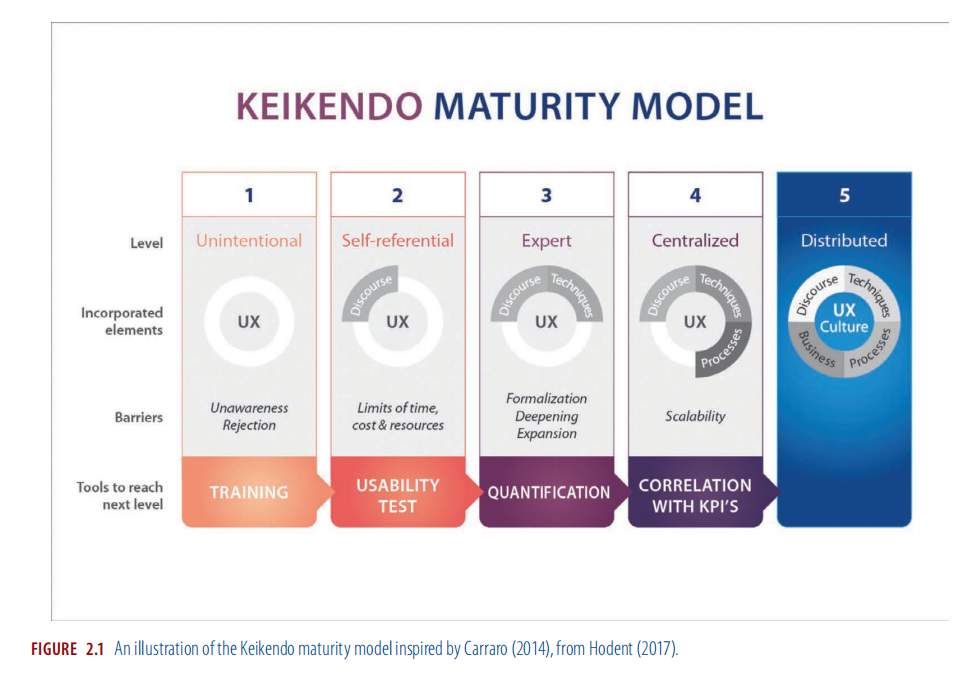 KEIKENDO MATURITY MODEL
1
2
3
4
5
Level
Unintentional
Self-referential
Expert
Centralized
Distributed
Incorporated
elements
UX
Discourse
UX
Discourse
Techniques
UX
Discourse
Techniques
Processes
UX
Discourse
Techniques
Processes
Business
UX
Culture
Barriers
Unawareness
Rejection
Limits of time,
cost & resources
Formalization
Deepening
Expansion
Scalability
Tools to reach
next level
TRAINING
USABILITY
TEST
QUANTIFICATION
CORRELATION
WITH KPI'S
FIGURE 2.1 An illustration of the Keikendo maturity model inspired by Carraro (2014), from Hodent (2017).